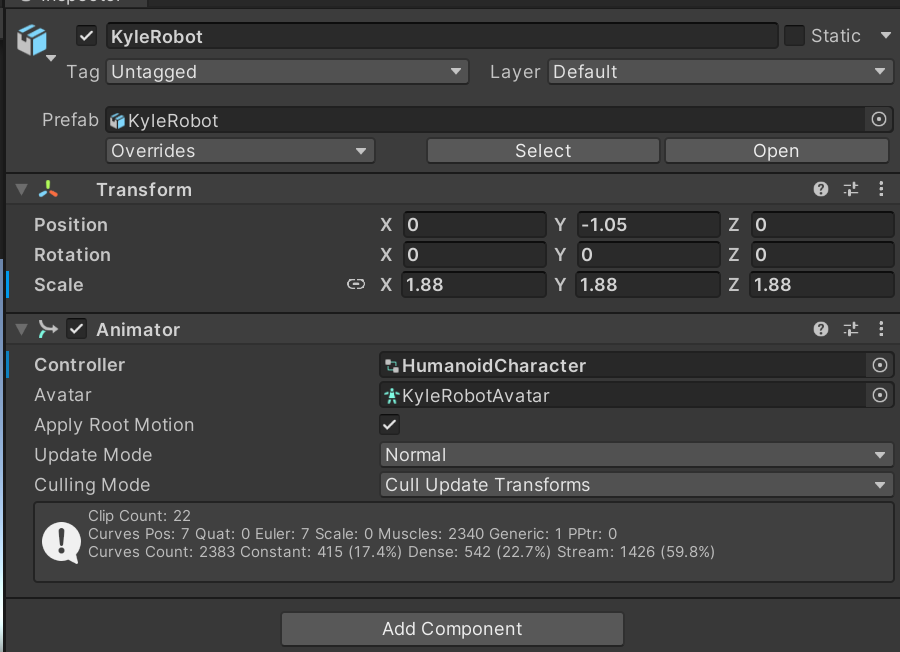 Inspector
KyleRobot Static
Tag Untagged Layer Default
Prefab KyleRobot
Overrides Select Open
Transform
Position X 0 Y -1.05 Z 0
Rotation X 0 Y 0 Z 0
Scale X 1.88 Y 1.88 Z 1.88
Animator
Controller HumanoidCharacter
Avatar KyleRobotAvatar
Apply Root Motion
Update Mode Normal
Culling Mode Cull Update Transforms
Clip Count: 22
Curves Pos: 7 Quat: 0 Euler: 7 Scale: 0 Muscles: 2340 Generic: 1 PPtr: 0
Curves Count: 2383 Constant: 415 (17.4%) Dense: 542 (22.7%) Stream: 1426 (59.8%)
Add Component